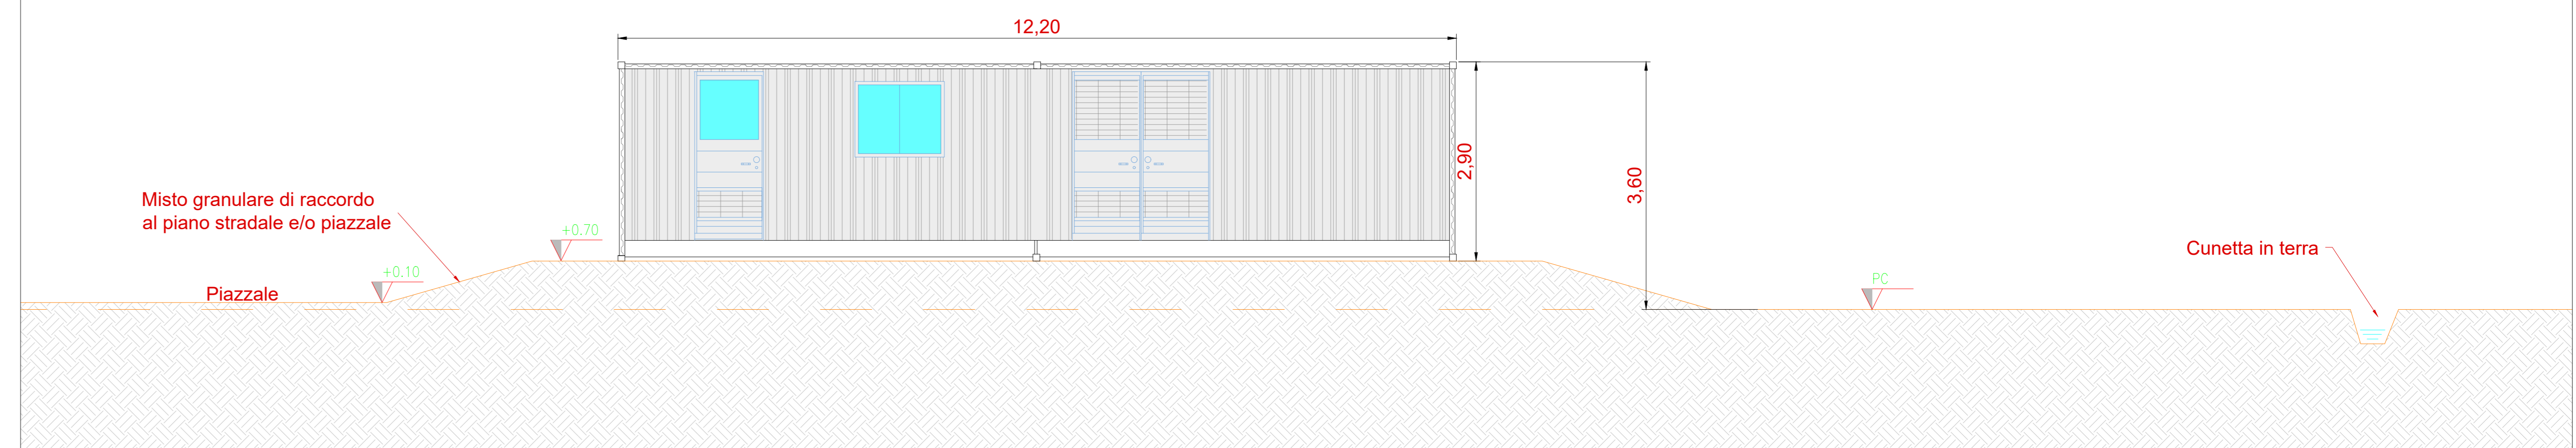 12,20
2,90
3,60
Misto granulare di raccordo
al piano stradale e/o piazzale
+0.70
Cunetta in terra
+0.10
PC
Piazzale